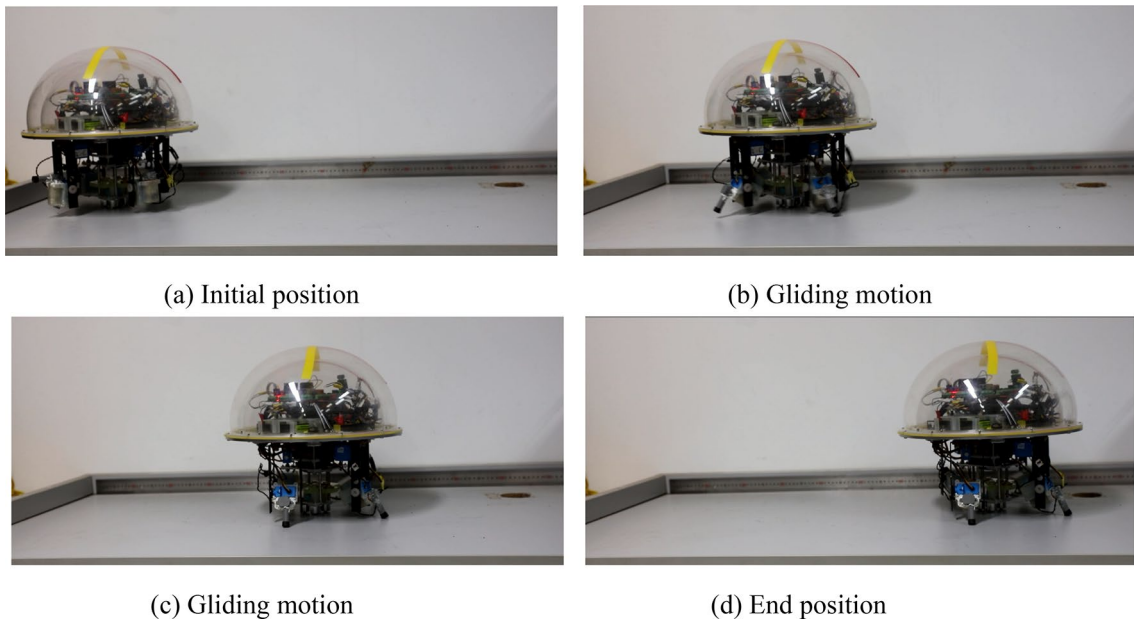 (a) Initial position
(b) Gliding motion
(c) Gliding motion
(d) End position